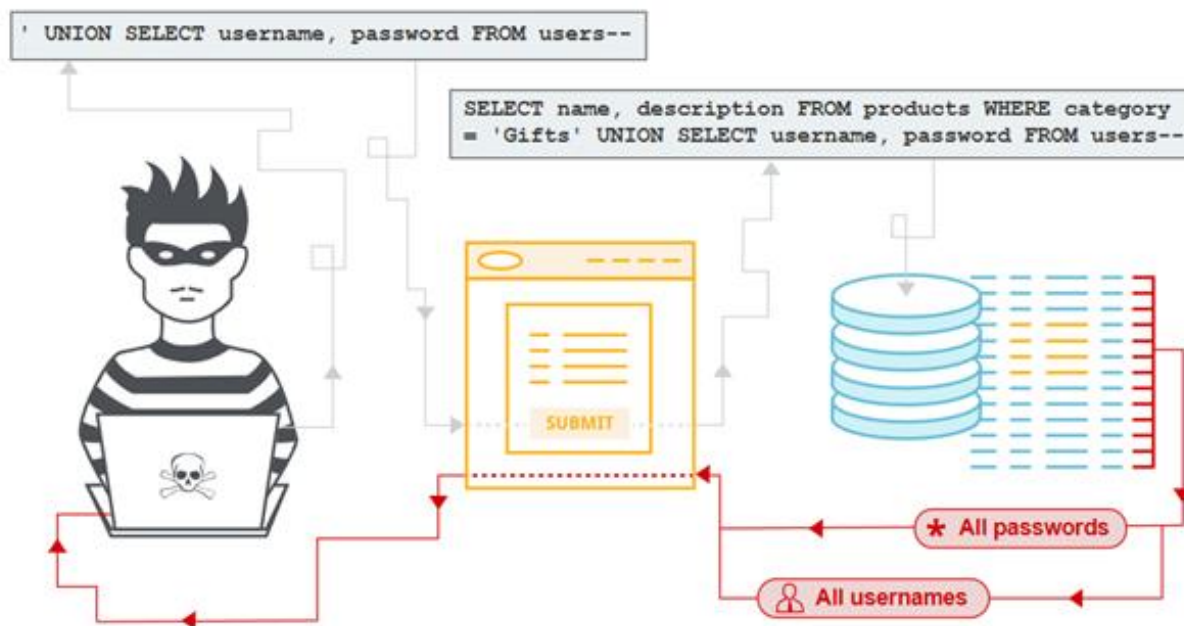 ' UNION SELECT username, password FROM users--
SELECT name, description FROM products WHERE category
= 'Gifts' UNION SELECT username, password FROM users--
SUBMIT
* All passwords
All usernames